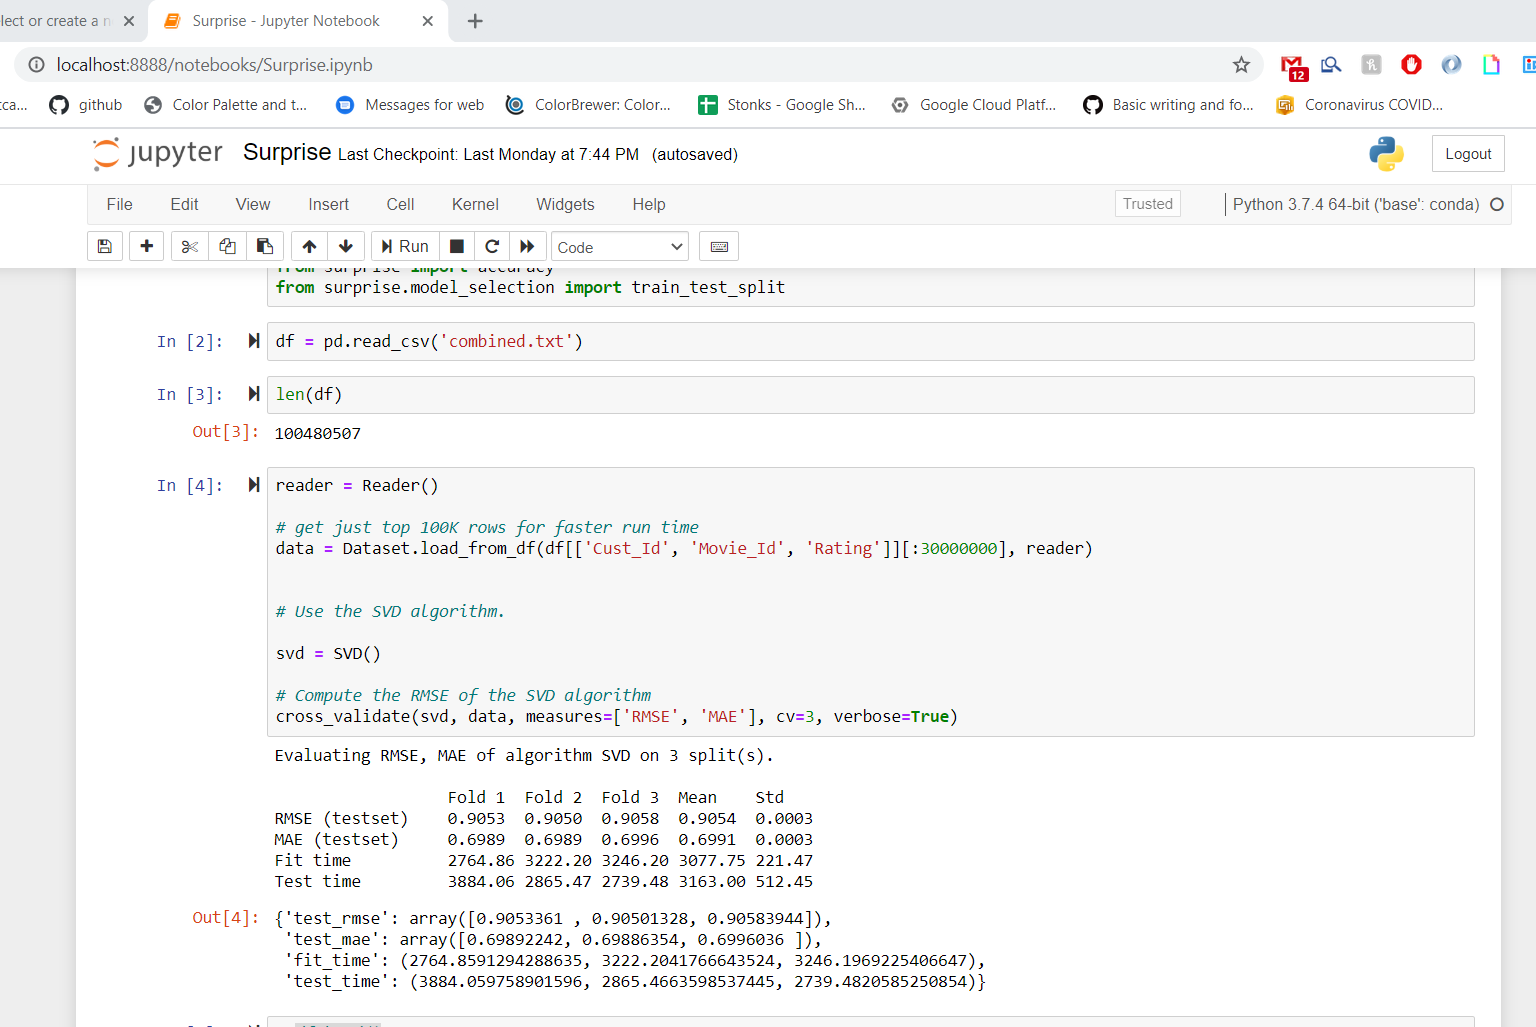 lect or create a n
Surprise - Jupyter Notebook
localhost:8888/notebooks/Surprise.ipynb
12
ca...
github
Color Palette and t...
Messages for web
ColorBrewer: Color...
Stonks - Google Sh...
Google Cloud Platf...
Basic writing and fo...
Coronavirus COVID...
jupyter Surprise Last Checkpoint: Last Monday at 7:44 PM (autosaved)
Logout
File Edit View Insert Cell Kernel Widgets Help
Trusted
Python 3.7.4 64-bit ('base': conda)
Run
Code
from surprise import accuracy
from surprise.model_selection import train_test_split
In [2]: df = pd.read_csv('combined.txt')
In [3]: len(df)
Out[3]: 100480507
In [4]: reader = Reader()
# get just top 100K rows for faster run time
data = Dataset.load_from_df(df[['Cust_Id', 'Movie_Id', 'Rating']][:30000000], reader)
# Use the SVD algorithm.
svd = SVD()
# Compute the RMSE of the SVD algorithm
cross_validate(svd, data, measures=['RMSE', 'MAE'], cv=3, verbose=True)
Evaluating RMSE, MAE of algorithm SVD on 3 split(s).
Fold 1 Fold 2 Fold 3 Mean Std
RMSE (testset) 0.9053 0.9050 0.9058 0.9054 0.0003
MAE (testset) 0.6989 0.6989 0.6996 0.6991 0.0003
Fit time 2764.86 3222.20 3246.20 3077.75 221.47
Test time 3884.06 2865.47 2739.48 3163.00 512.45
Out[4]: {'test_rmse': array([0.9053361 , 0.90501328, 0.90583944]),
'test_mae': array([0.69892242, 0.69886354, 0.6996036 ]),
'fit_time': (2764.8591294288635, 3222.2041766643524, 3246.1969225406647),
'test_time': (3884.059758901596, 2865.4663598537445, 2739.4820585250854)}